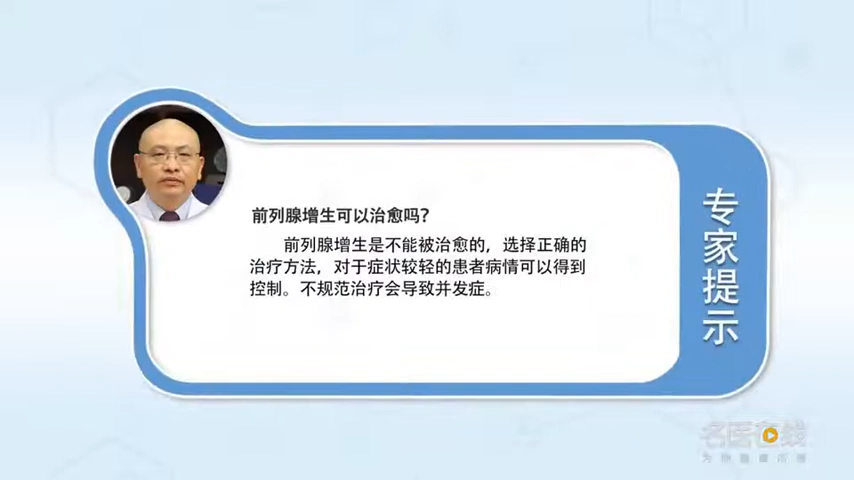 前列腺增生可以治愈吗？
前列腺增生是不能被治愈的，选择正确的
治疗方法，对于症状较轻的患者病情可以得到
控制。不规范治疗会导致并发症。
专家提示
名医在线